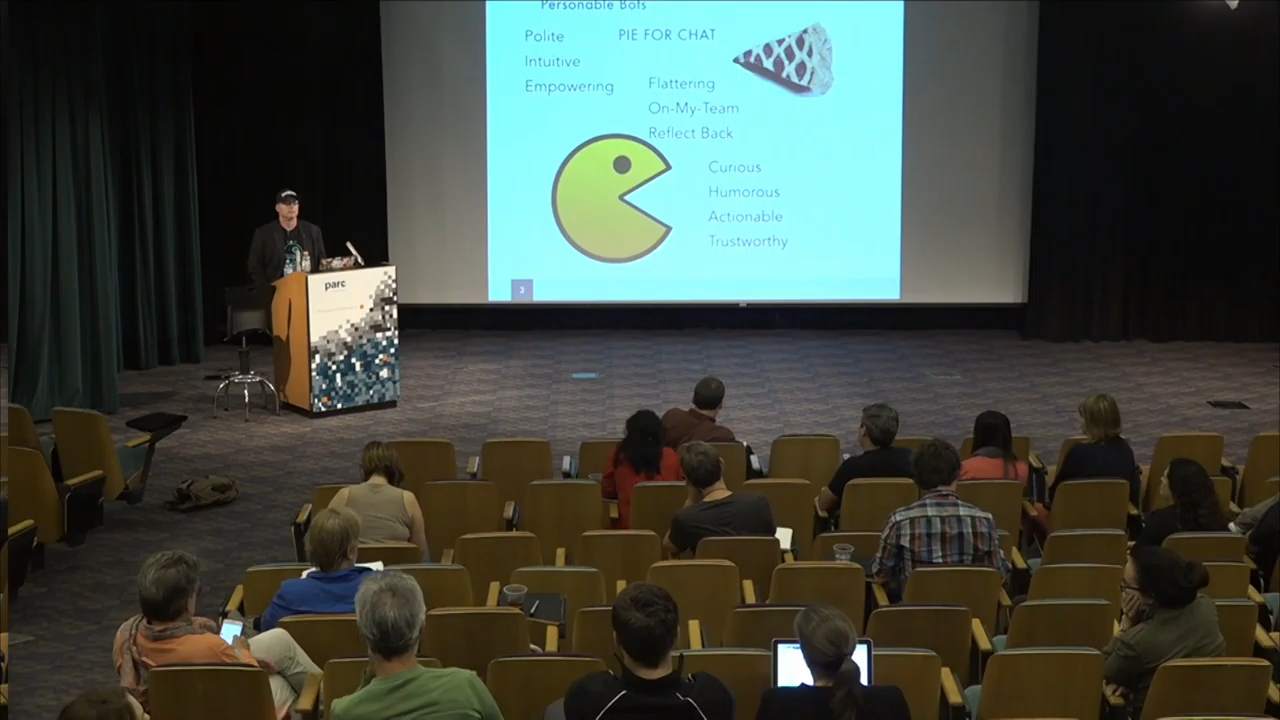 Personable Bots
Polite
Intuitive
Empowering
PIE FOR CHAT
Flattering
On-My-Team
Reflect Back
Curious
Humorous
Actionable
Trustworthy
3
parc